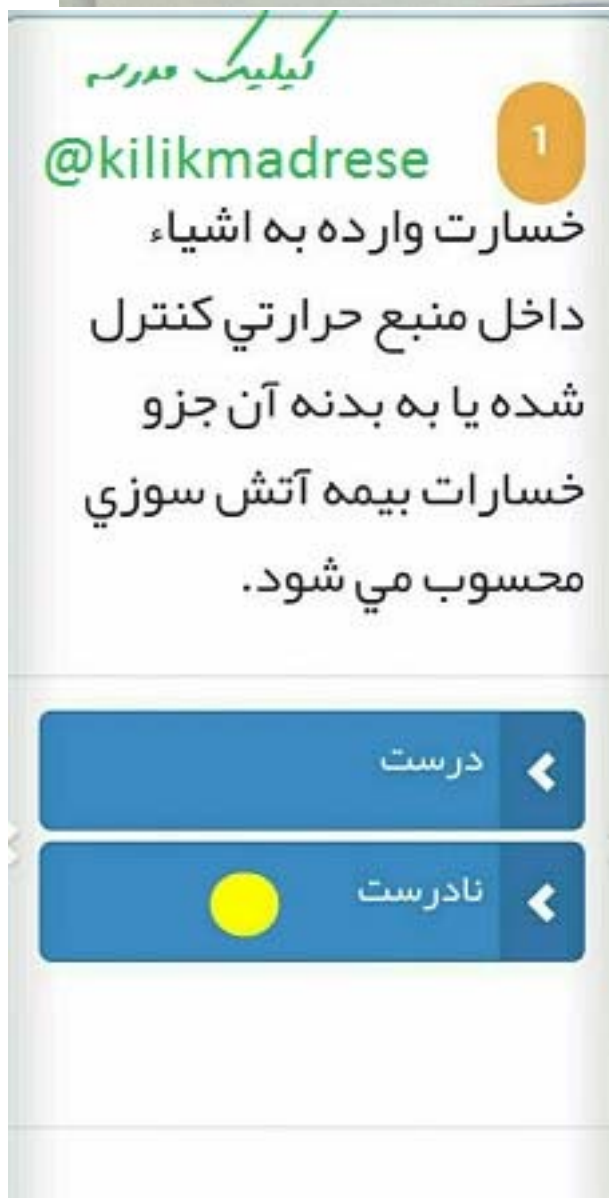 کیلیک مدرسه
@kilikmadrese
1
خسارت وارده به اشیاء
داخل منبع حرارتي کنترل
شده یا به بدنه آن جزو
خسارات بیمه آتش سوزي
محسوب مي شود.
درست
نادرست